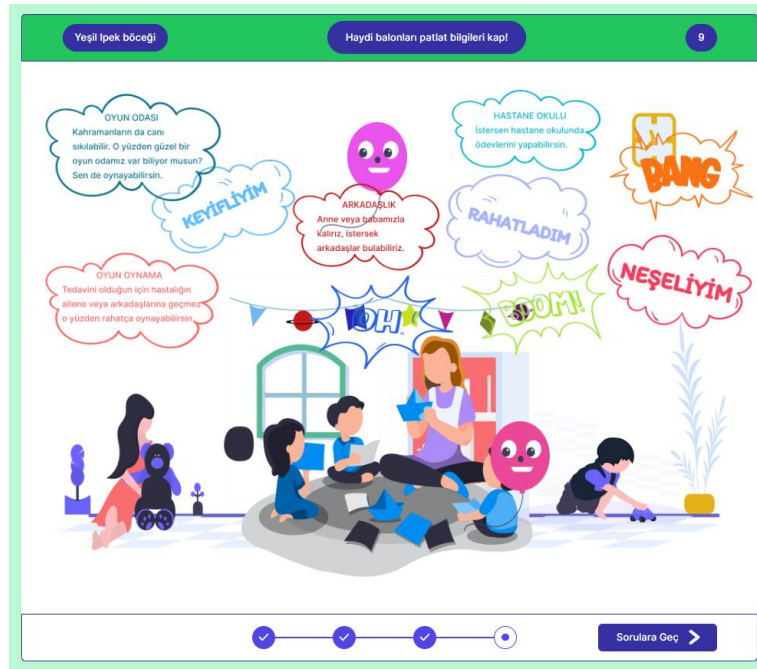 Yeşil Ipek böceği
Haydi balonları patlat bilgileri kap!
9
OYUN ODASI
Kahramanların da canı
sıkılabilir. O yüzden güzel bir
oyun odamız var biliyor musun?
Sen de oynayabilirsin.
HASTANE OKULU
İstersen hastane okulunda
ödevlerini yapabilirsin.
BANG
KEYİFLİYİM
ARKADAŞLIK
Anne veya babamızla
kalırız, istersek
arkadaşlar bulabiliriz.
RAHATLADIM
NEŞELİYİM
OYUN OYNAMA
Tedavini olduğun için hastalığın
ailene veya arkadaşlarına geçmez
o yüzden rahatça oynayabilirsin.
OH
BOOM!
Sorulara Geç